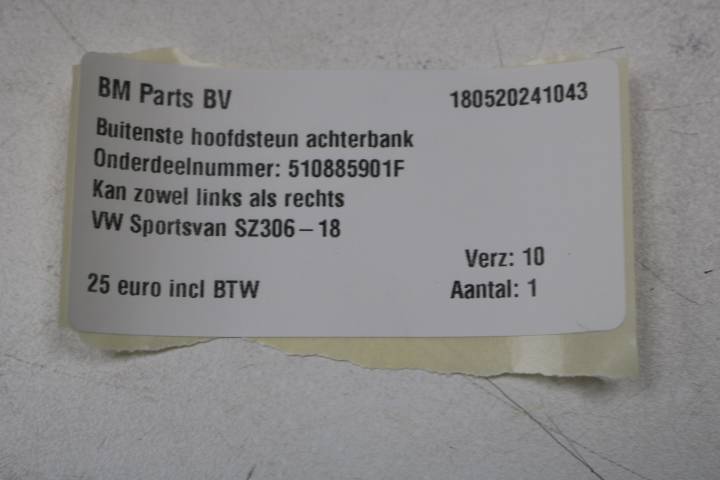 BM Parts BV 180520241043
Buitenste hoofdsteun achterbank
Onderdeelnummer: 510885901F
Kan zowel links als rechts
VW Sportsvan SZ306-18
Verz: 10
25 euro incl BTW Aantal: 1